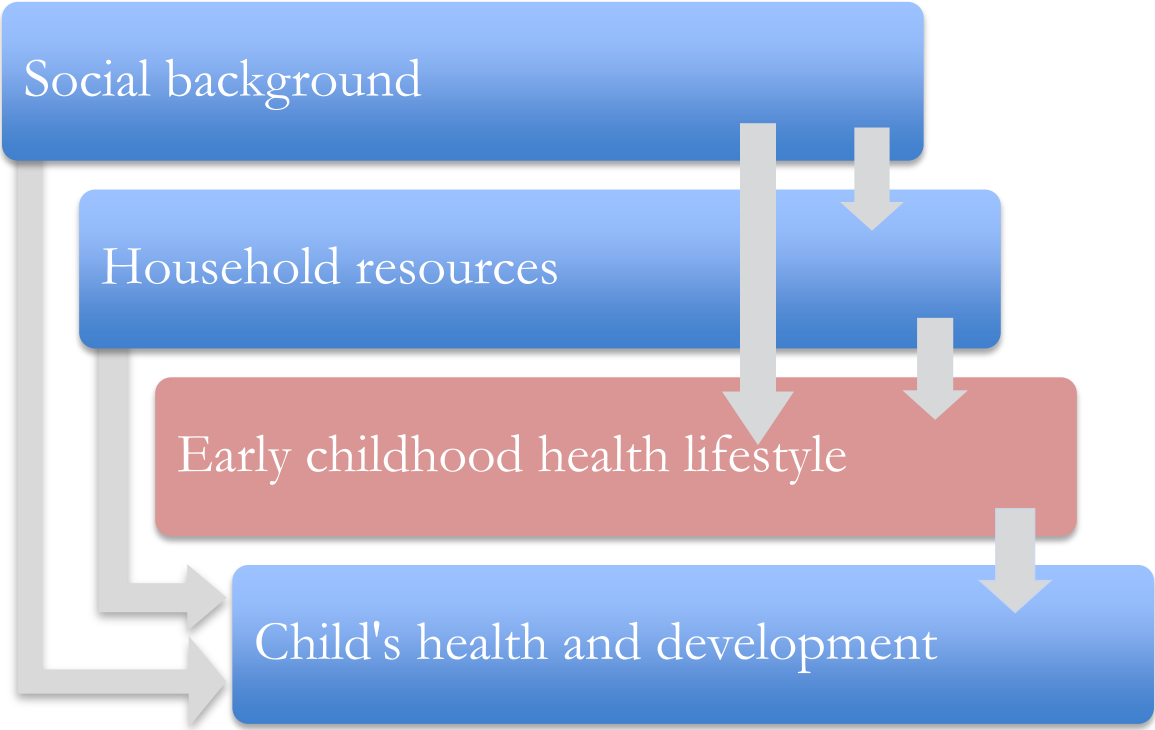 Social background
Household resources
Early childhood health lifestyle
Child's health and development